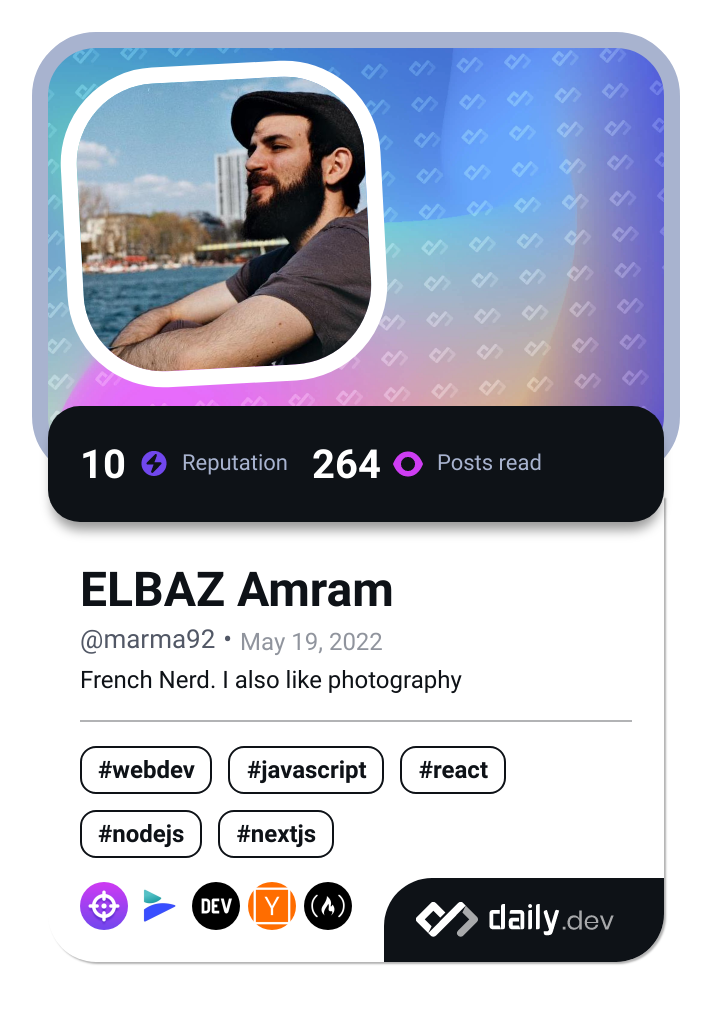 10 Reputation 264 Posts read
ELBAZ Amram
@marma92 • May 19, 2022
French Nerd. I also like photography
#webdev #javascript #react
#nodejs #nextjs
DEV Y daily.dev